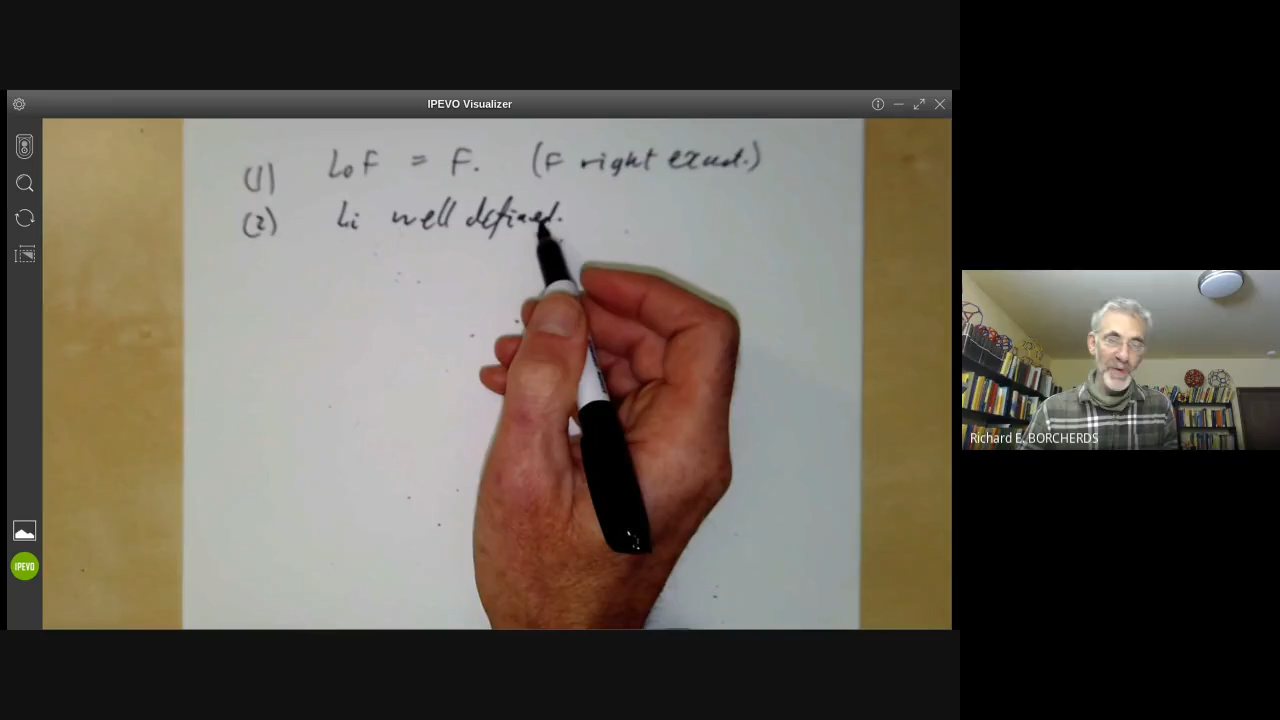 IPEVO Visualizer
(1) L₀F = F. (F right exact.)
(2) Li well defined.
IPEVO
Richard E. BORCHERDS